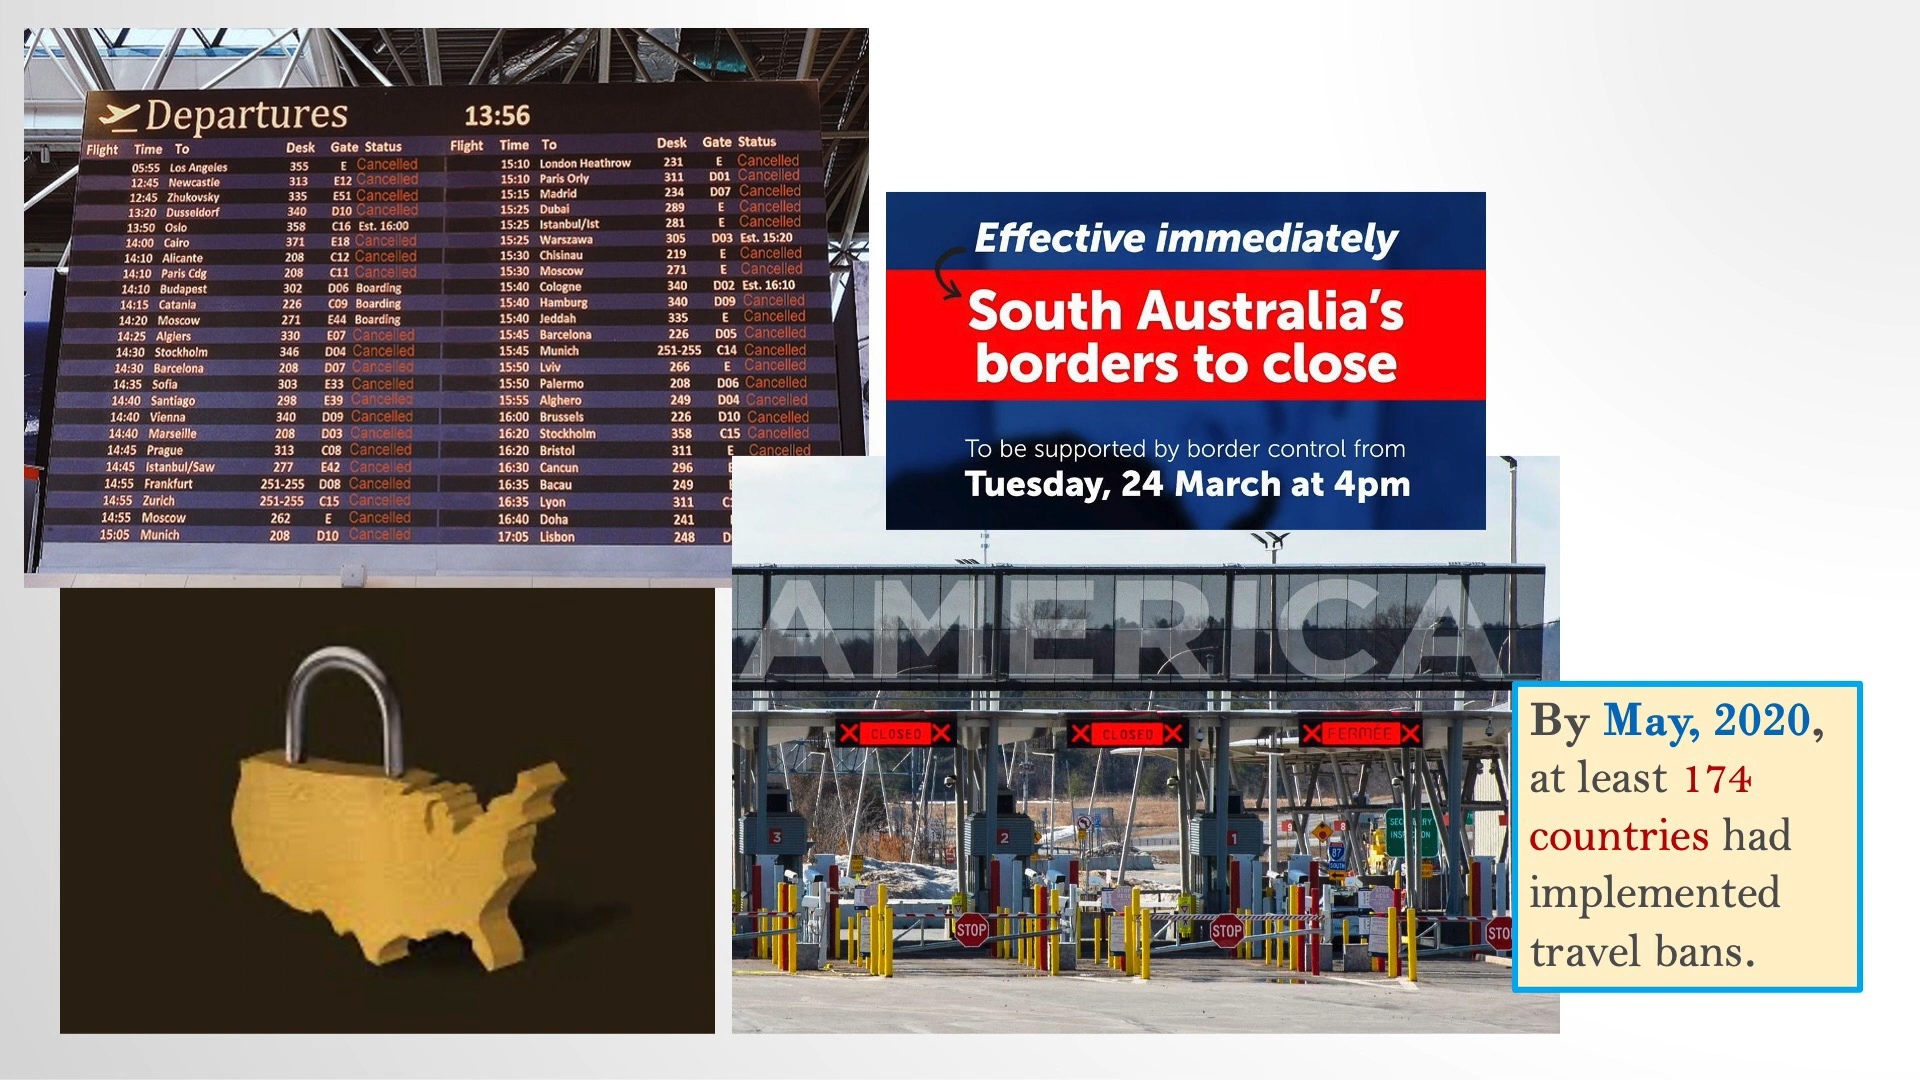 Departures 13:56
Flight Time To Desk Gate Status Flight Time To Desk Gate Status
05:55 Los Angeles 355 E Cancelled 15:10 London Heathrow 231 E Cancelled
12:45 Newcastle 313 E12 Cancelled 15:10 Paris Orly 311 D01 Cancelled
12:45 Zhukovsky 335 E51 Cancelled 15:15 Madrid 234 D07 Cancelled
13:20 Dusseldorf 340 D10 Cancelled 15:25 Dubai 289 E Cancelled
13:50 Oslo 358 C16 Est. 16:00 15:25 Istanbul/Ist 281 E Cancelled
14:00 Cairo 371 E18 Cancelled 15:25 Warszawa 305 D03 Est. 15:20
14:10 Alicante 208 C12 Cancelled 15:30 Chisinau 219 E Cancelled
14:10 Paris Cdg 208 C11 Cancelled 15:30 Moscow 271 E Cancelled
14:10 Budapest 302 D06 Boarding 15:40 Cologne 340 D02 Est. 16:10
14:15 Catania 226 C09 Boarding 15:40 Hamburg 340 D09 Cancelled
14:20 Moscow 271 E44 Boarding 15:40 Jeddah 335 E Cancelled
14:25 Algiers 330 E07 Cancelled 15:45 Barcelona 226 D05 Cancelled
14:30 Stockholm 346 D04 Cancelled 15:45 Munich 251-255 C14 Cancelled
14:30 Barcelona 208 D07 Cancelled 15:50 Lviv 266 E Cancelled
14:35 Sofia 303 E33 Cancelled 15:50 Palermo 208 D06 Cancelled
14:40 Santiago 298 E39 Cancelled 15:55 Alghero 249 D04 Cancelled
14:40 Vienna 340 D09 Cancelled 16:00 Brussels 226 D10 Cancelled
14:40 Marseille 208 D03 Cancelled 16:20 Stockholm 358 C15 Cancelled
14:45 Prague 313 C08 Cancelled 16:20 Bristol 311 E Cancelled
14:45 Istanbul/Saw 277 E42 Cancelled 16:30 Cancun 296
14:55 Frankfurt 251-255 D08 Cancelled 16:35 Bacau 249
14:55 Zurich 251-255 C15 Cancelled 16:35 Lyon 311
14:55 Moscow 262 E Cancelled 16:40 Doha 241
15:05 Munich 208 D10 Cancelled 17:05 Lisbon 248
Effective immediately
South Australia's
borders to close
To be supported by border control from
Tuesday, 24 March at 4pm
AMERICA
CLOSED CLOSED FERMÉE
3 2 1
87
SOUTH
STOP STOP STO
By May, 2020,
at least 174
countries had
implemented
travel bans.